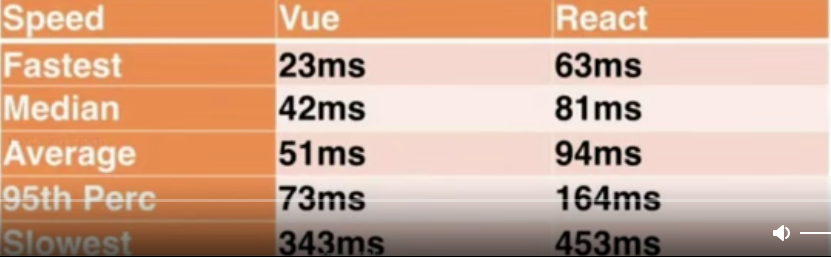 Speed Vue React
Fastest 23ms 63ms
Median 42ms 81ms
Average 51ms 94ms
95th Perc 73ms 164ms
Slowest 343ms 453ms